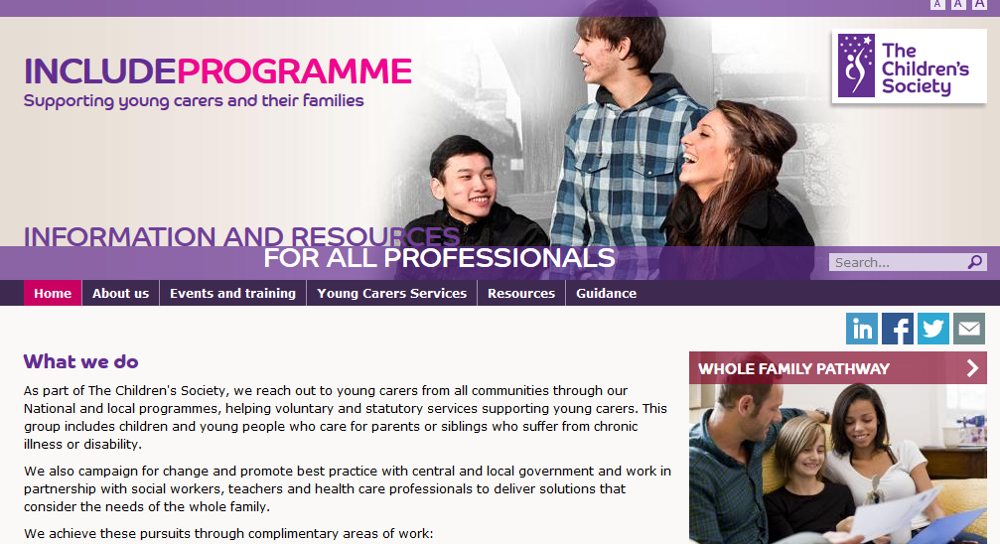 A A A
INCLUDEPROGRAMME
Supporting young carers and their families
The
Children's
Society
INFORMATION AND RESOURCES
FOR ALL PROFESSIONALS
Search...
Home About us Events and training Young Carers Services Resources Guidance
in f
What we do
WHOLE FAMILY PATHWAY
As part of The Children's Society, we reach out to young carers from all communities through our
National and local programmes, helping voluntary and statutory services supporting young carers. This
group includes children and young people who care for parents or siblings who suffer from chronic
illness or disability.
We also campaign for change and promote best practice with central and local government and work in
partnership with social workers, teachers and health care professionals to deliver solutions that
consider the needs of the whole family.
We achieve these pursuits through complimentary areas of work: